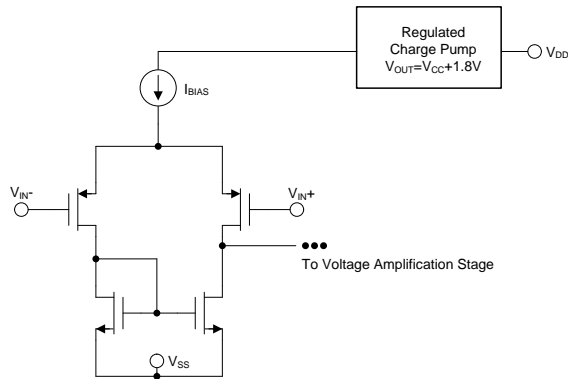 Regulated
Charge Pump
VOUT=VCC+1.8V
VDD
IBIAS
VIN-
VIN+
To Voltage Amplification Stage
VSS